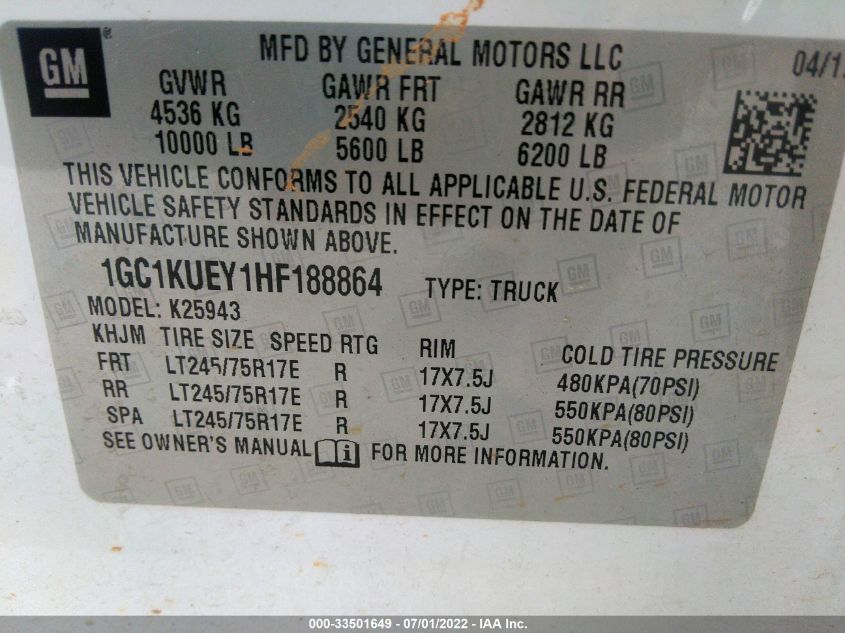 GM ®
MFD BY GENERAL MOTORS LLC
04/1
GVWR GAWR FRT GAWR RR
4536 KG 2540 KG 2812 KG
10000 LB 5600 LB 6200 LB
THIS VEHICLE CONFORMS TO ALL APPLICABLE U.S. FEDERAL MOTOR
VEHICLE SAFETY STANDARDS IN EFFECT ON THE DATE OF
MANUFACTURE SHOWN ABOVE.
1GC1KUEY1HF188864 TYPE: TRUCK
MODEL: K25943
KHJM TIRE SIZE SPEED RTG RIM COLD TIRE PRESSURE
FRT LT245/75R17E R 17X7.5J 480KPA(70PSI)
RR LT245/75R17E R 17X7.5J 550KPA(80PSI)
SPA LT245/75R17E R 17X7.5J 550KPA(80PSI)
SEE OWNER'S MANUAL i FOR MORE INFORMATION.
000-33501649 - 07/01/2022 - IAA Inc.